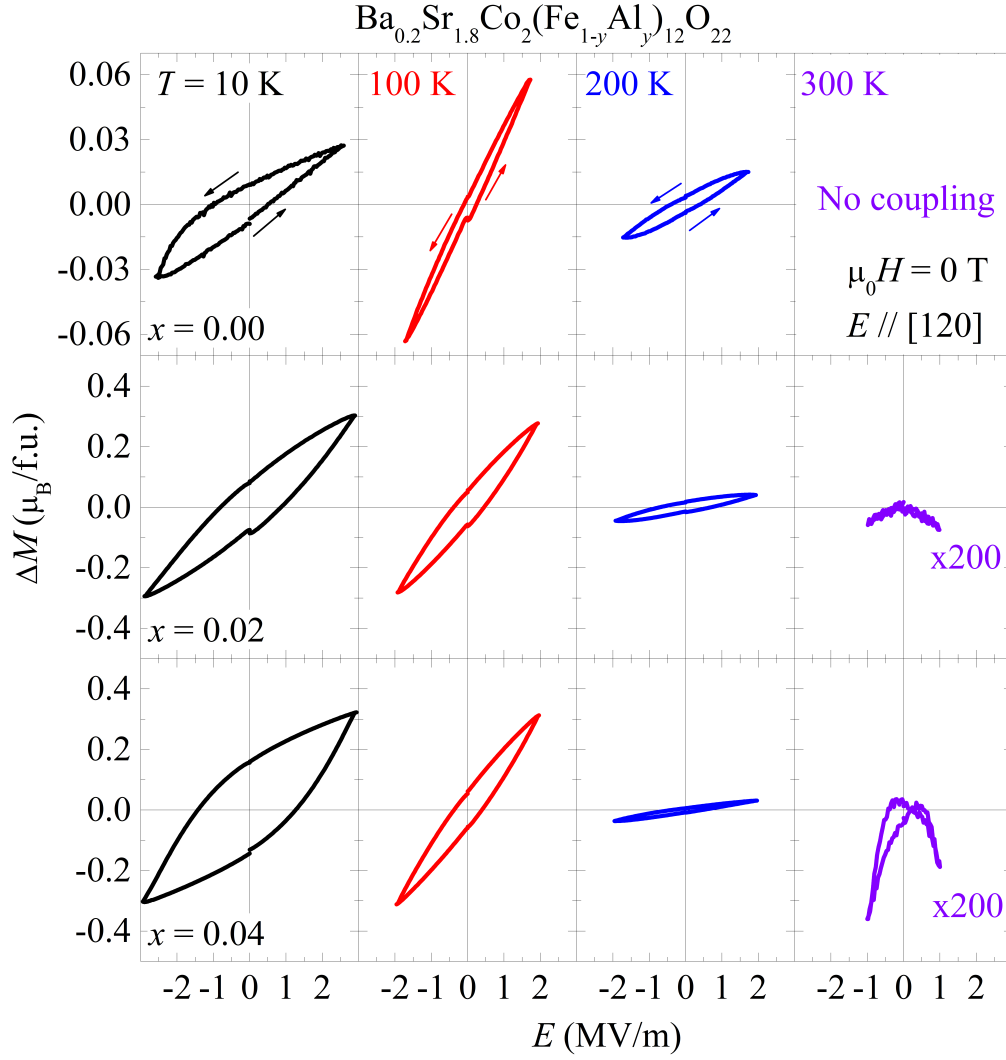 Ba0.2Sr1.8Co2(Fe1-yAly)12O22
T = 10 K
100 K
200 K
300 K
0.06
0.03
0.00
-0.03
-0.06
No coupling
μ0H = 0 T
E // [120]
x = 0.00
0.4
0.2
0.0
-0.2
-0.4
x200
x = 0.02
0.4
0.2
0.0
-0.2
-0.4
x200
x = 0.04
ΔM (μB/f.u.)
-2 -1 0 1 2
-2 -1 0 1 2
-2 -1 0 1 2
-2 -1 0 1 2
E (MV/m)